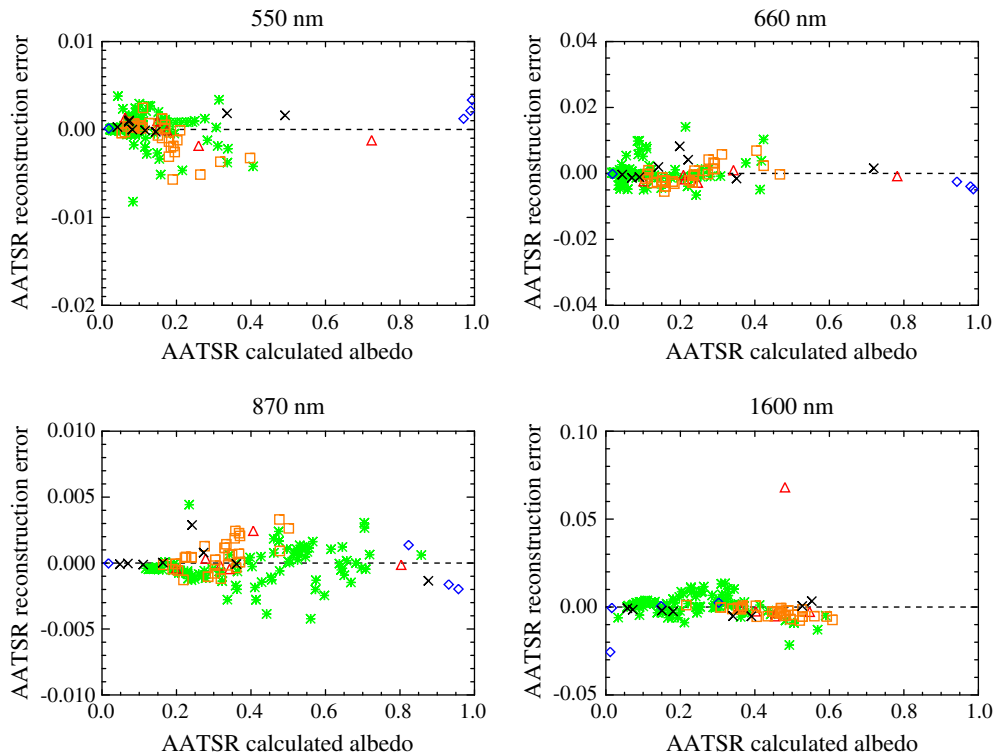 550 nm
AATSR reconstruction error
0.01
0.00
-0.01
-0.02
0.0 0.2 0.4 0.6 0.8 1.0
AATSR calculated albedo
660 nm
AATSR reconstruction error
0.04
0.02
0.00
-0.02
-0.04
0.0 0.2 0.4 0.6 0.8 1.0
AATSR calculated albedo
870 nm
AATSR reconstruction error
0.010
0.005
0.000
-0.005
-0.010
0.0 0.2 0.4 0.6 0.8 1.0
AATSR calculated albedo
1600 nm
AATSR reconstruction error
0.10
0.05
0.00
-0.05
0.0 0.2 0.4 0.6 0.8 1.0
AATSR calculated albedo